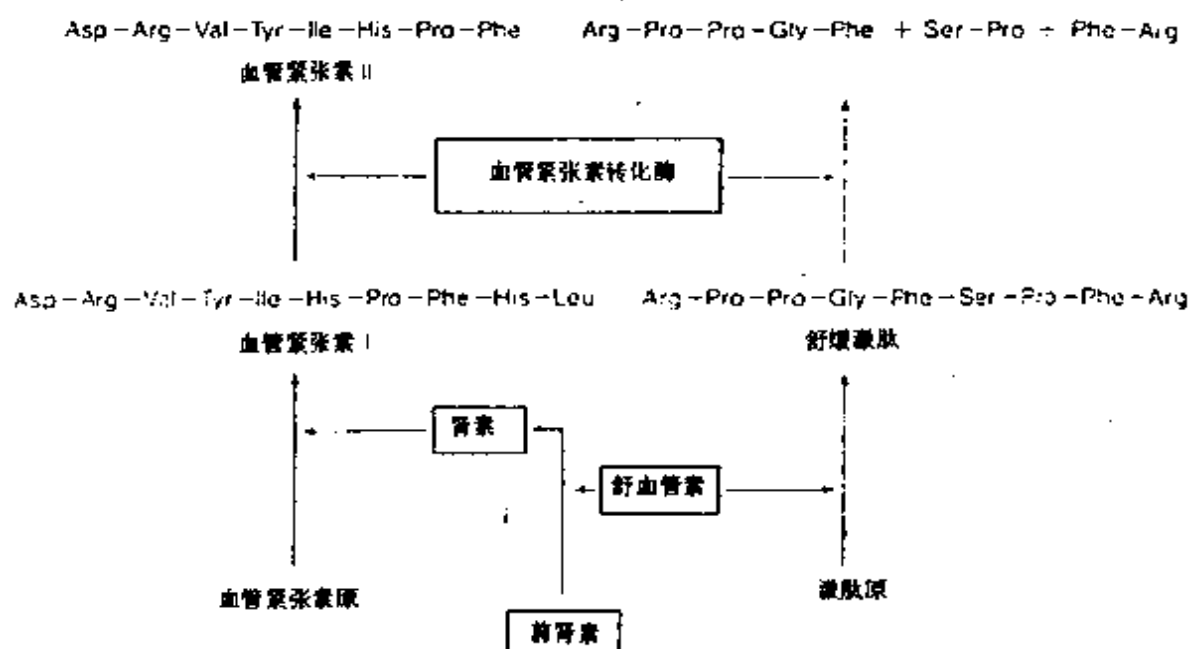 Asp－Arg－Val－Tyr－Ile－His－Pro－Phe Arg－Pro－Pro－Gly－Phe + Ser－Pro + Phe－Arg
血管紧张素 II
血管紧张素转化酶
Asp－Arg－Val－Tyr－Ile－His－Pro－Phe－His－Leu Arg－Pro－Pro－Gly－Phe－Ser－Pro－Phe－Arg
血管紧张素 I 舒缓激肽
肾素
舒血管素
血管紧张素原 激肽原
前肾素